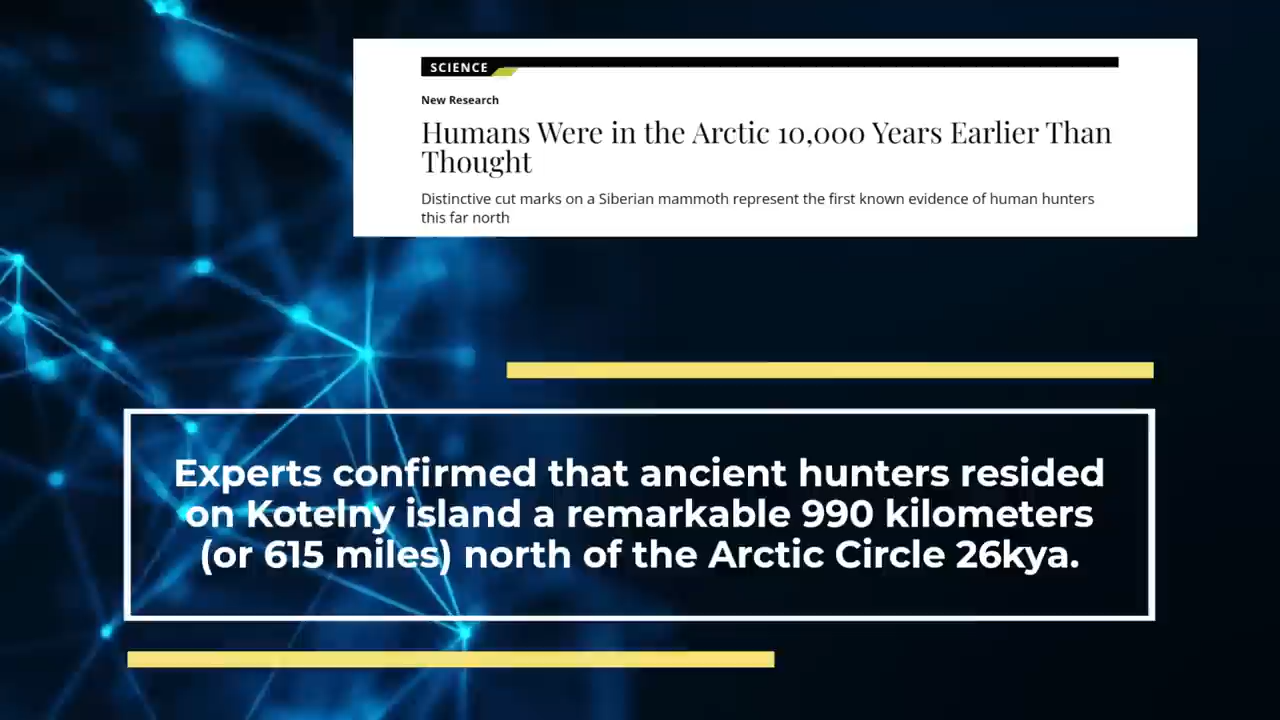 SCIENCE
New Research
Humans Were in the Arctic 10,000 Years Earlier Than
Thought
Distinctive cut marks on a Siberian mammoth represent the first known evidence of human hunters
this far north
Experts confirmed that ancient hunters resided
on Kotelny island a remarkable 990 kilometers
(or 615 miles) north of the Arctic Circle 26kya.